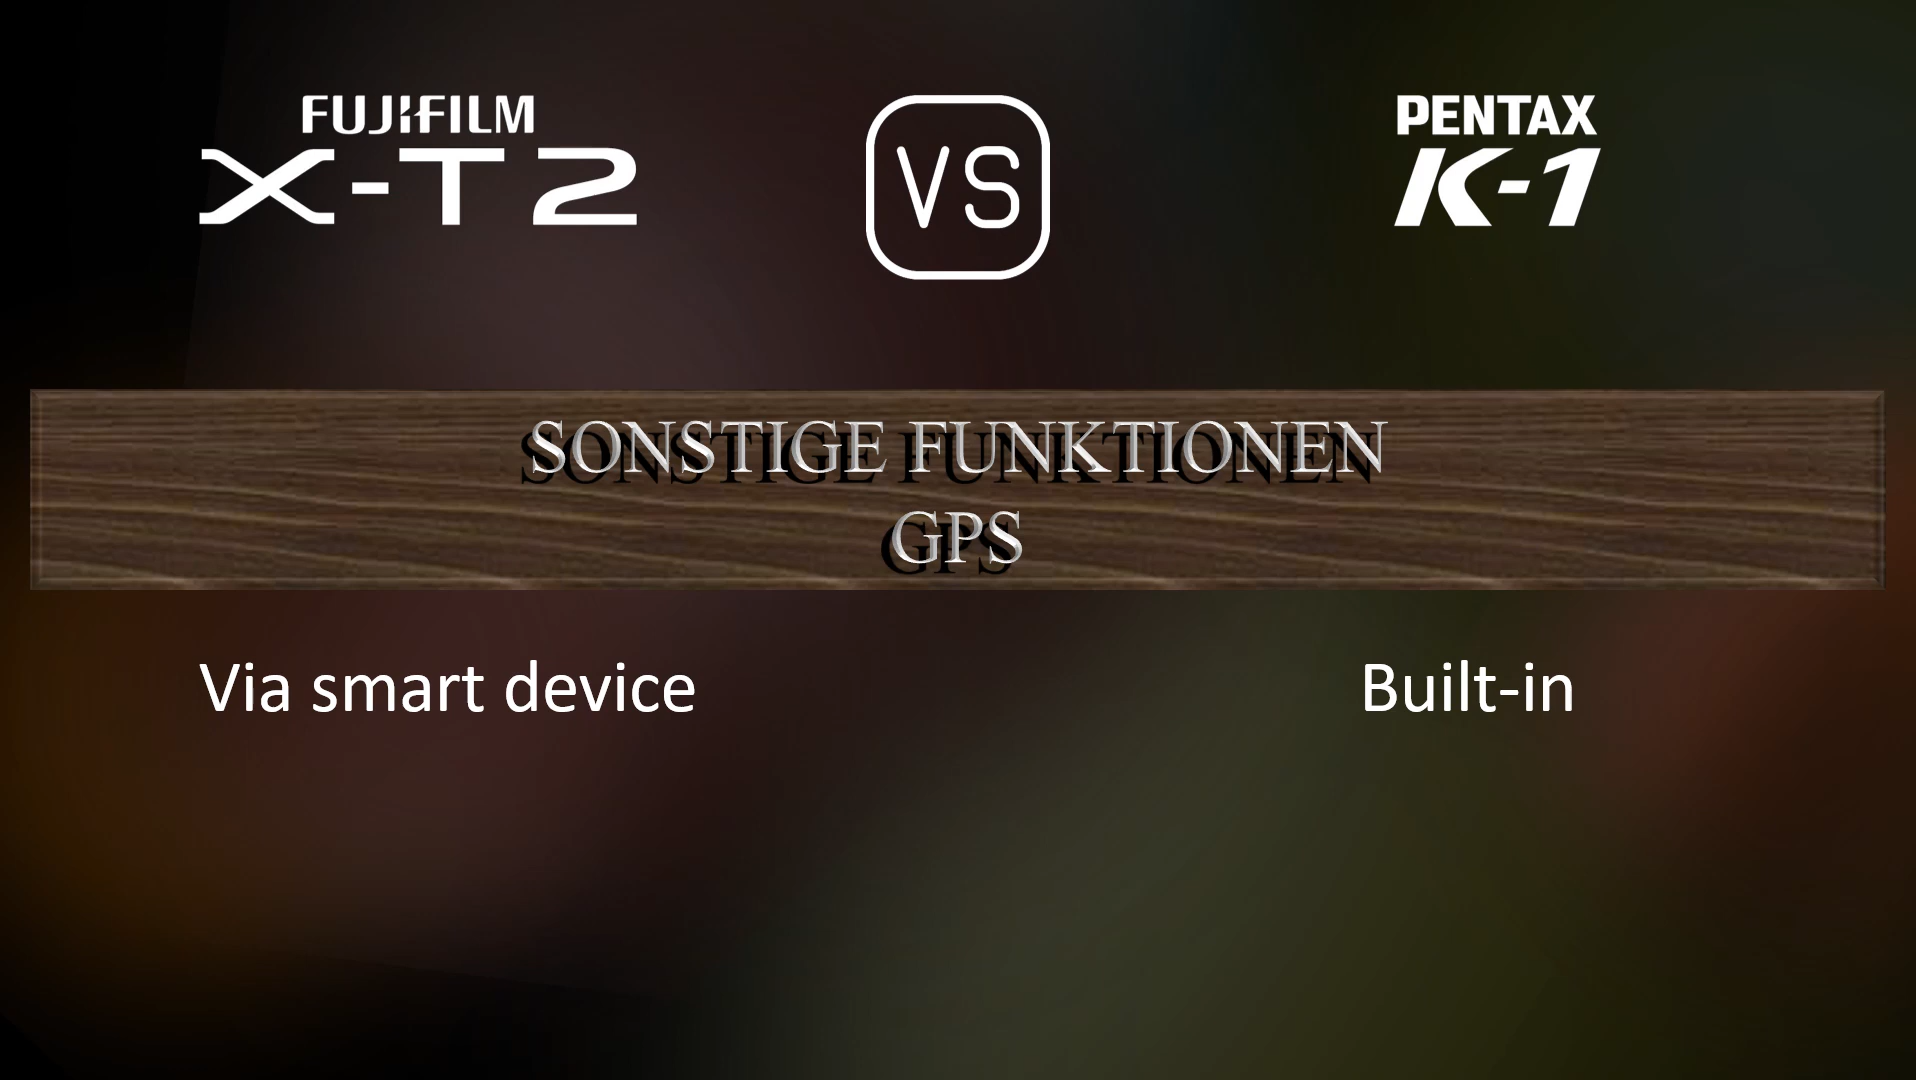 FUJIFILM
X-T2
VS
PENTAX
K-1
SONSTIGE FUNKTIONEN
GPS
Via smart device
Built-in